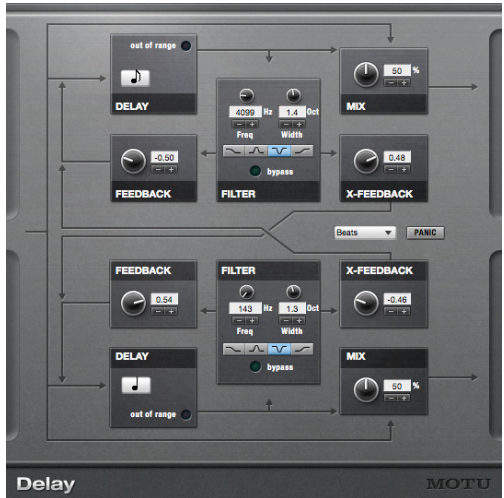 out of range
DELAY
50 %
MIX
4099 Hz 1.4 Oct
Freq Width
bypass
FILTER
-0.50
FEEDBACK
0.48
X-FEEDBACK
Beats
PANIC
FEEDBACK
0.54
FILTER
143 Hz 1.3 Oct
Freq Width
bypass
X-FEEDBACK
-0.46
DELAY
out of range
MIX
50 %
Delay
MOTU